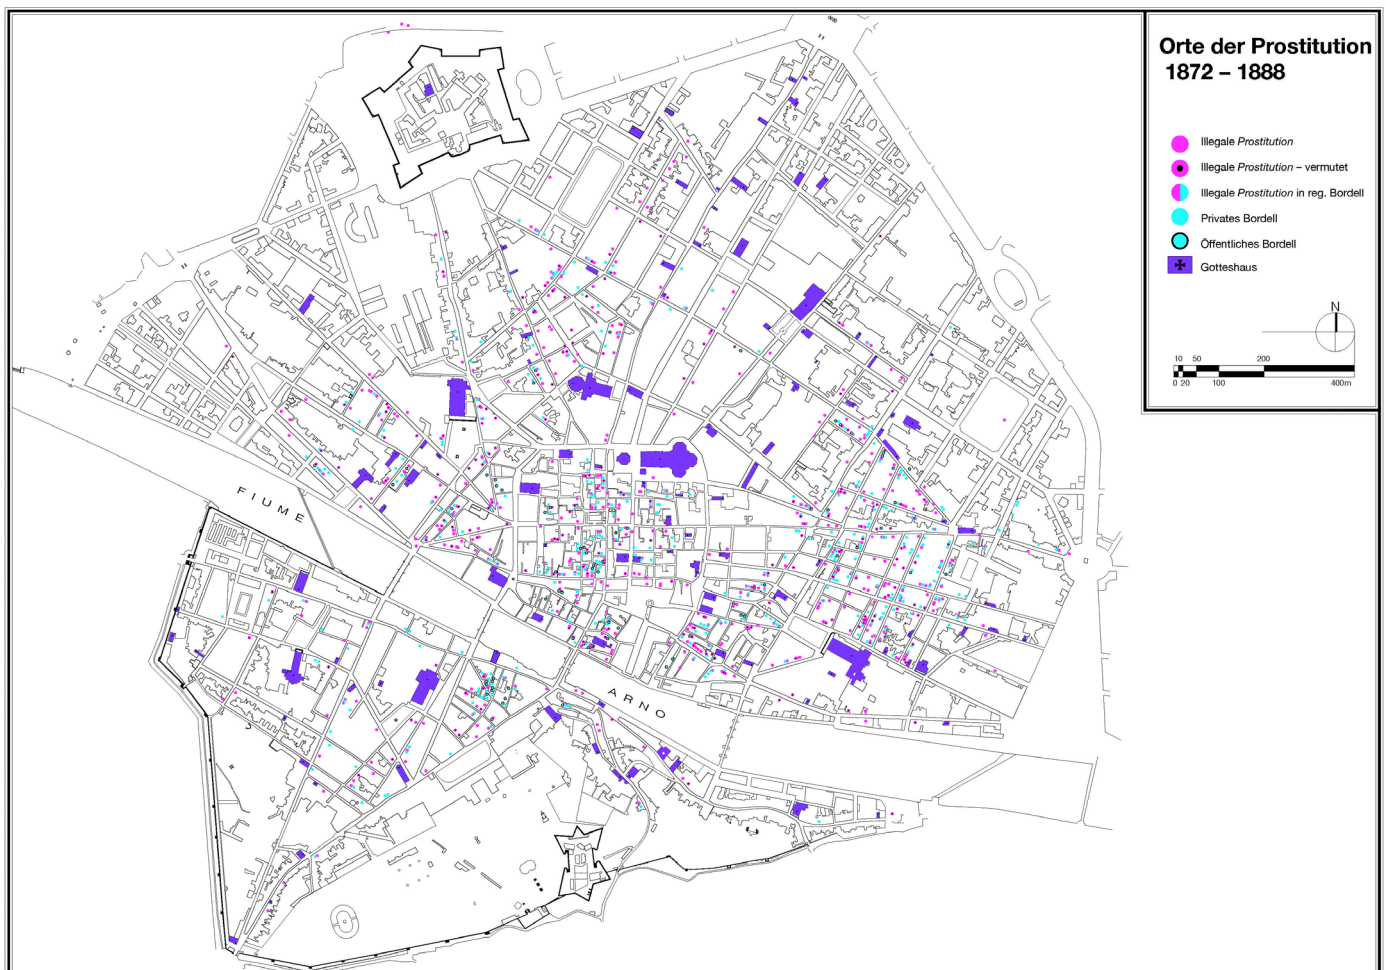 Orte der Prostitution
1872 – 1888
Illegale Prostitution
Illegale Prostitution – vermutet
Illegale Prostitution in reg. Bordell
Privates Bordell
Öffentliches Bordell
Gotteshaus
N
10 50 200
0 20 100 400m
FIUME
ARNO